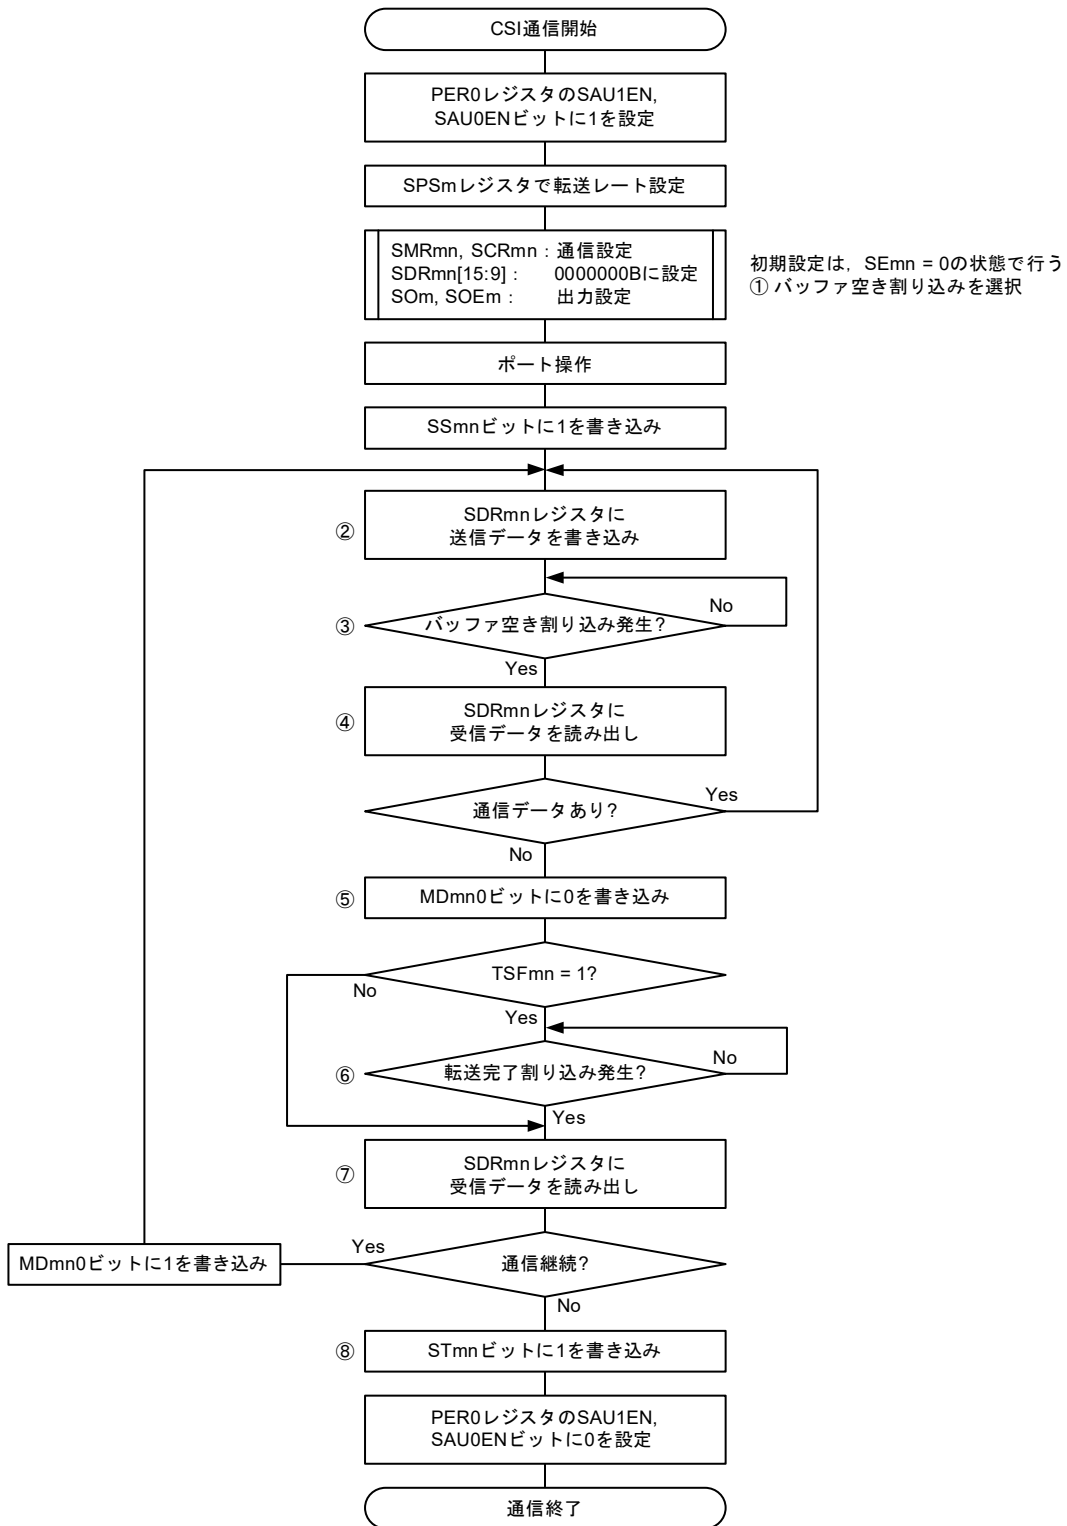 CSI通信開始
PER0レジスタのSAU1EN,
SAU0ENビットに1を設定
SPSmレジスタで転送レート設定
SMRmn, SCRmn : 通信設定
SDRmn[15:9] : 0000000Bに設定
SOm, SOEm : 出力設定
初期設定は, SEmn = 0の状態で行う
① バッファ空き割り込みを選択
ポート操作
SSmnビットに1を書き込み
②
SDRmnレジスタに
送信データを書き込み
③
バッファ空き割り込み発生?
No
Yes
④
SDRmnレジスタに
受信データを読み出し
通信データあり?
Yes
No
⑤
MDmn0ビットに0を書き込み
TSFmn = 1?
No
Yes
⑥
転送完了割り込み発生?
No
Yes
⑦
SDRmnレジスタに
受信データを読み出し
MDmn0ビットに1を書き込み
Yes
通信継続?
No
⑧
STmnビットに1を書き込み
PER0レジスタのSAU1EN,
SAU0ENビットに0を設定
通信終了